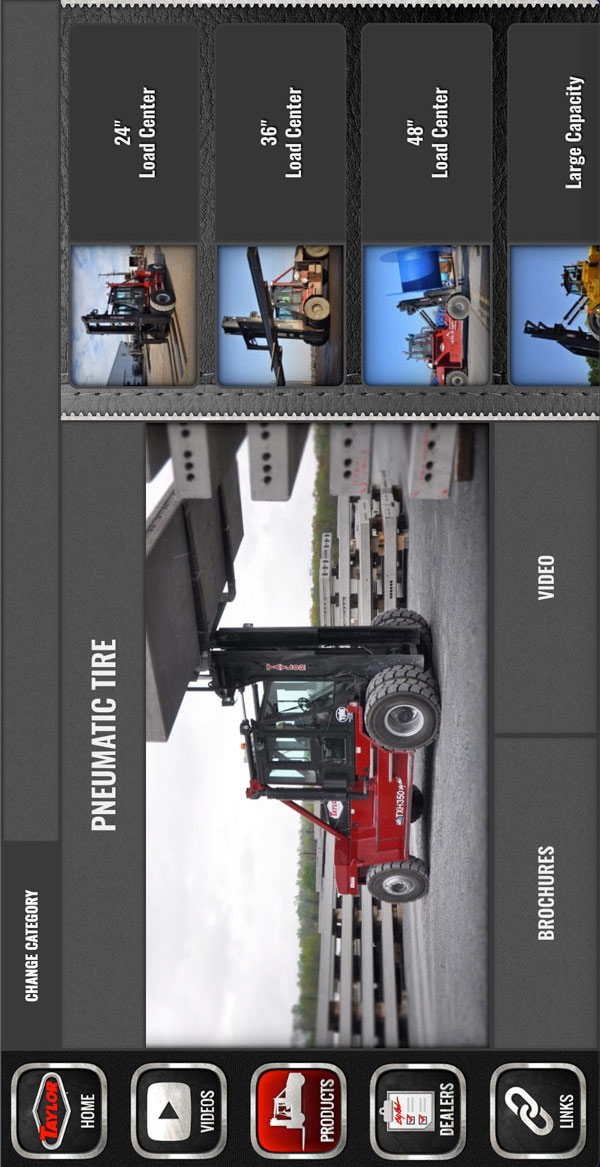 TAYLOR
HOME
VIDEOS
PRODUCTS
DEALERS
LINKS
CHANGE CATEGORY
PNEUMATIC TIRE
TXH350L
BROCHURES
VIDEO
24"
Load Center
36"
Load Center
48"
Load Center
Large Capacity